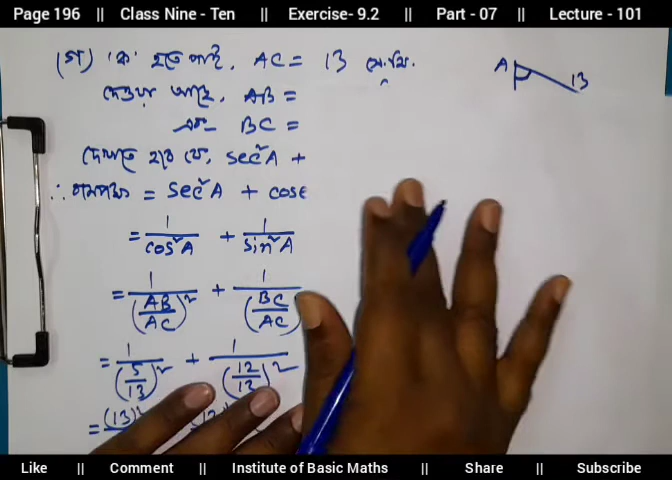 Page 196 || Class Nine - Ten || Exercise- 9.2 || Part - 07 || Lecture - 101
(গ) 'ক' হতে পাই, AC = 13 সে.মি.
দেওয়া আছে, AB =
এবং BC =
দেখাতে হবে যে, sec²A +
∴ বামপক্ষ = sec²A + cose
= 1/cos²A + 1/sin²A
= 1/(AB/AC)² + 1/(BC/AC)
= 1/(5/13)² + 1/(12/13)²
= (13)²
A
13
Like || Comment || Institute of Basic Maths || Share || Subscribe